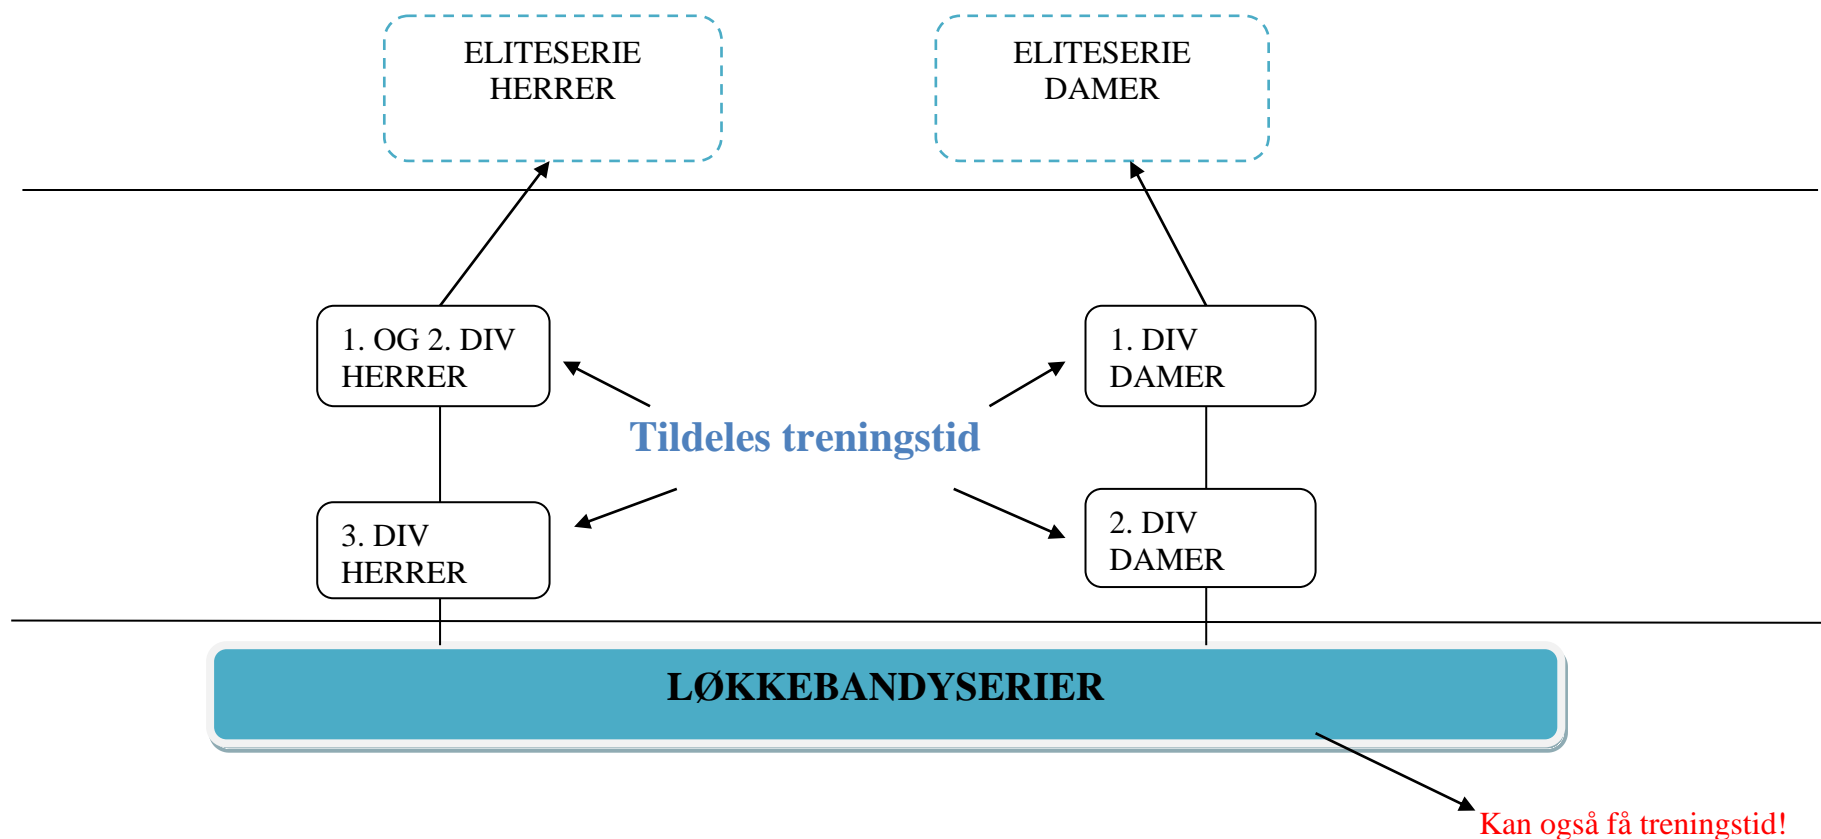 ELITESERIE
HERRER
ELITESERIE
DAMER
1. OG 2. DIV
HERRER
1. DIV
DAMER
Tildeles treningstid
3. DIV
HERRER
2. DIV
DAMER
LØKKEBANDYSERIER
Kan også få treningstid!